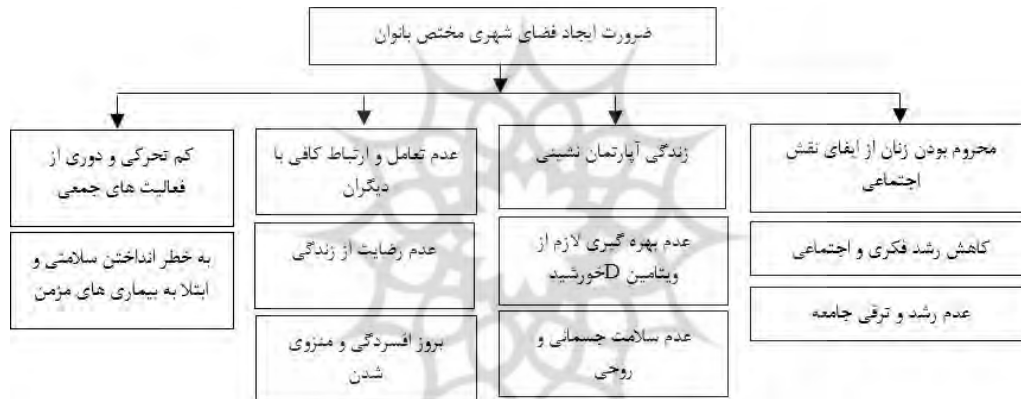 ضرورت ایجاد فضای شهری مختص بانوان
محروم بودن زنان از ایفای نقش
اجتماعی
کاهش رشد فکری و اجتماعی
عدم رشد و ترقی جامعه
زندگی آپارتمان نشینی
عدم بهره گیری لازم از
ویتامین Dخورشید
عدم سلامت جسمانی و
روحی
عدم تعامل و ارتباط کافی با
دیگران
عدم رضایت از زندگی
بروز افسردگی و منزوی
شدن
کم تحرکی و دوری از
فعالیت های جمعی
به خطر انداختن سلامتی و
ابتلا به بیماری های مزمن